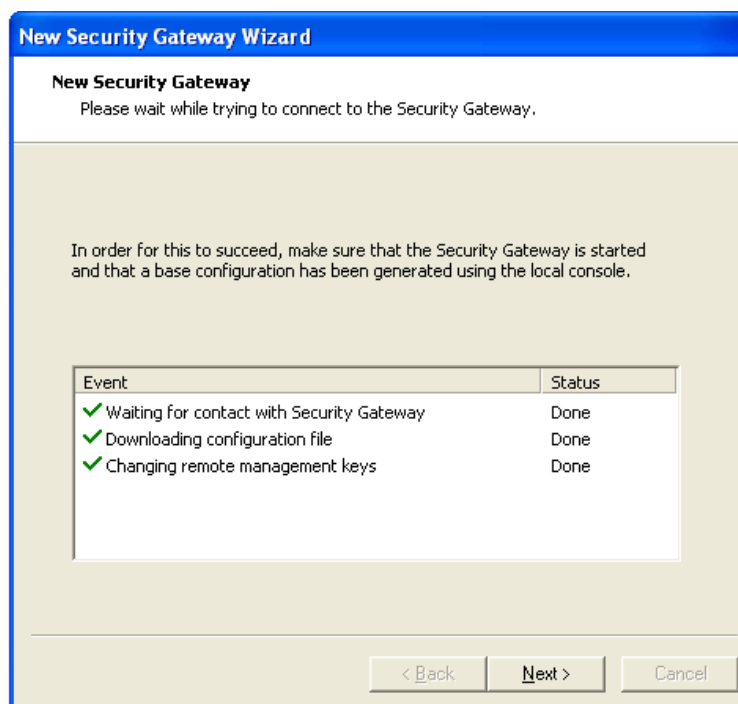 New Security Gateway Wizard
New Security Gateway
Please wait while trying to connect to the Security Gateway.
In order for this to succeed, make sure that the Security Gateway is started
and that a base configuration has been generated using the local console.
Event Status
Waiting for contact with Security Gateway Done
Downloading configuration file Done
Changing remote management keys Done
< Back Next > Cancel